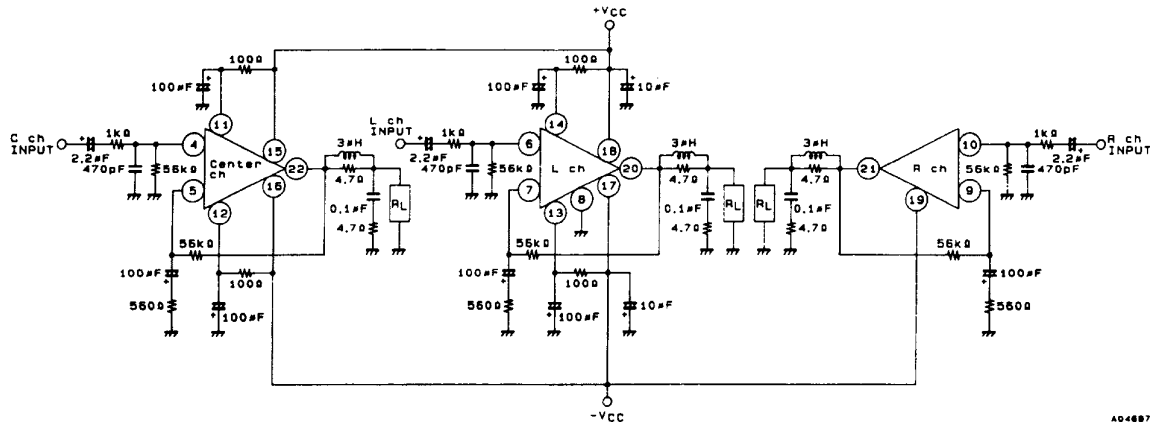 +VCC
100Ω
100Ω
100µF
100µF
10µF
C ch
INPUT
1kΩ
2.2µF
470pF
56kΩ
4
11
15
Center
ch
5
12
16
22
3µH
4.7Ω
0.1µF
4.7Ω
RL
56kΩ
100µF
560Ω
100Ω
100µF
L ch
INPUT
1kΩ
2.2µF
470pF
56kΩ
6
14
18
L ch
7
13
8
17
20
3µH
4.7Ω
0.1µF
4.7Ω
RL
56kΩ
100µF
560Ω
100Ω
100µF
10µF
3µH
4.7Ω
RL
0.1µF
4.7Ω
21
R ch
19
10
9
56kΩ
1kΩ
470pF
2.2µF
R ch
INPUT
56kΩ
100µF
560Ω
-VCC
A04697